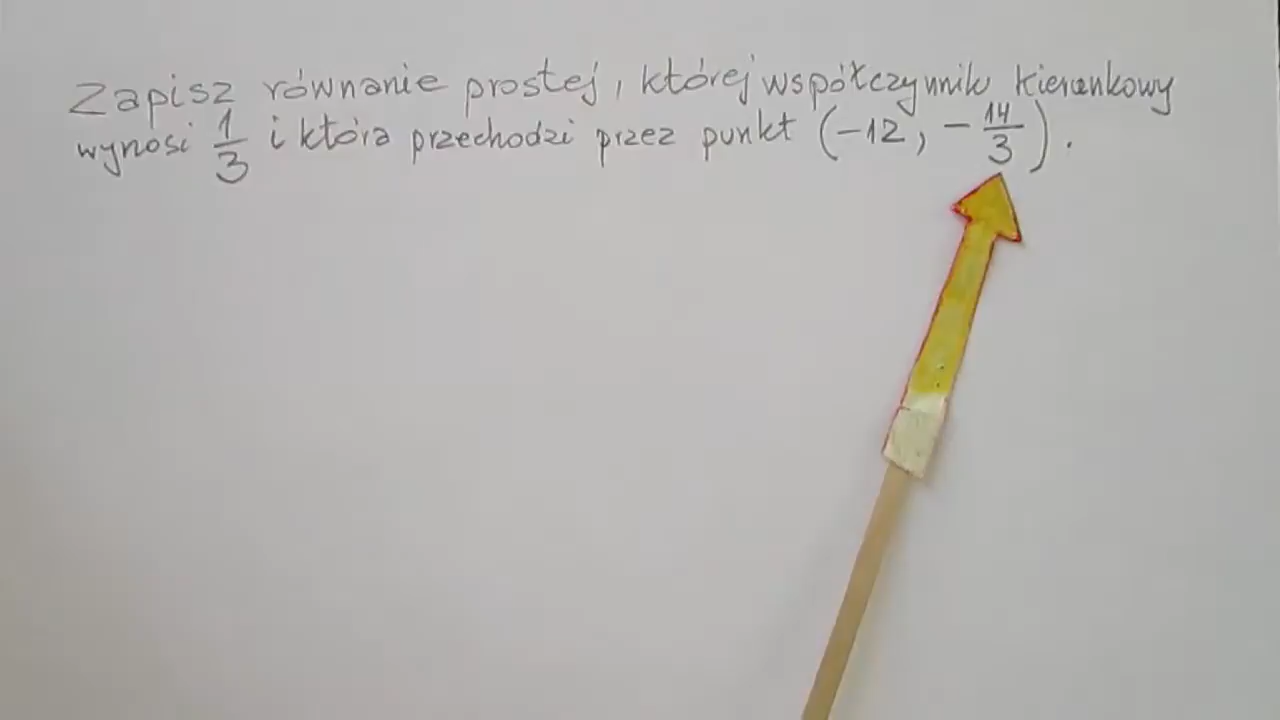 Zapisz równanie prostej, której współczynnik kierunkowy
wynosi 1/3 i która przechodzi przez punkt (-12, -14/3).